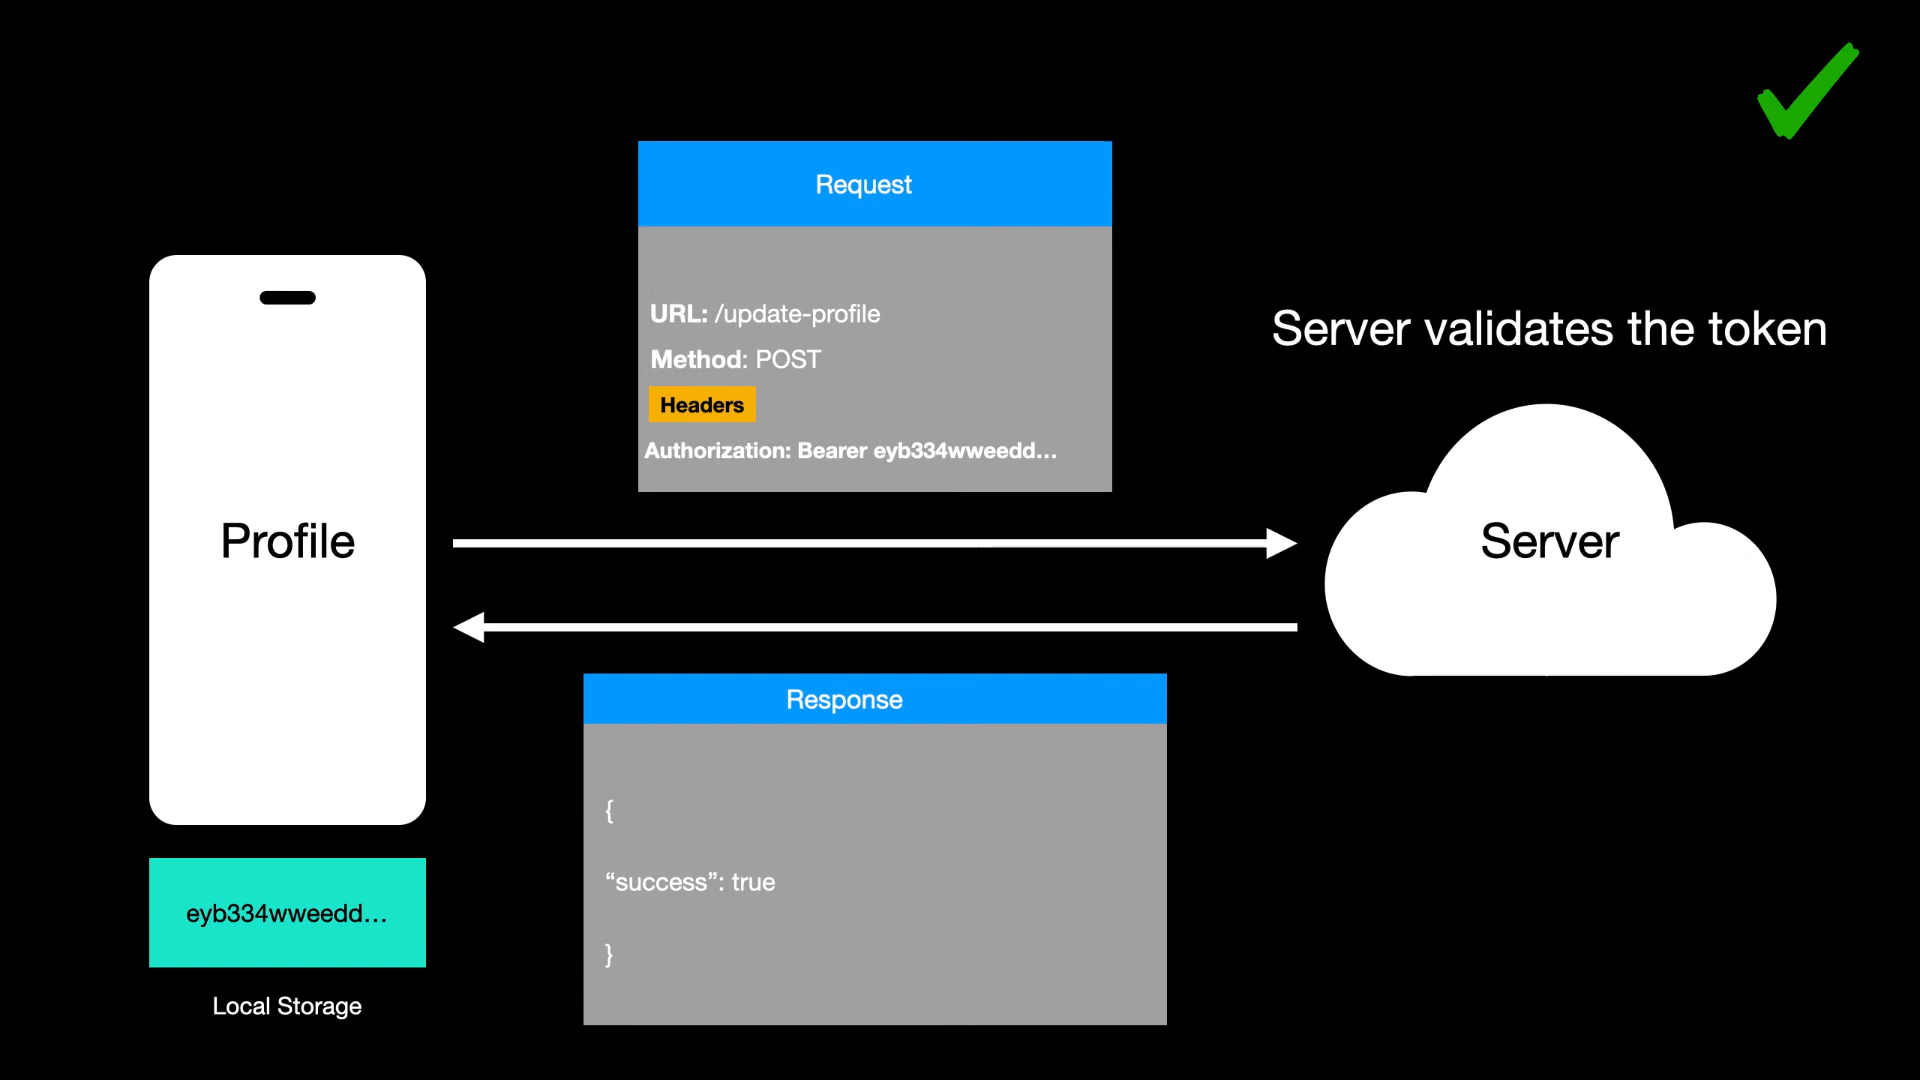 Request
URL: /update-profile
Method: POST
Headers
Authorization: Bearer eyb334wweedd...
Server validates the token
Profile
Server
Response
{
“success”: true
}
eyb334wweedd...
Local Storage